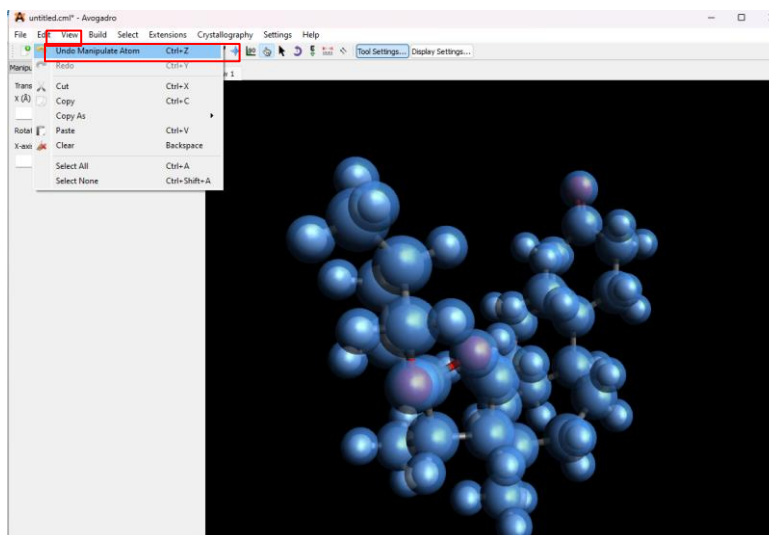 untitled.cml* - Avogadro
File Edit View Build Select Extensions Crystallography Settings Help
Tool Settings... Display Settings...
Undo Manipulate Atom Ctrl+Z
Redo Ctrl+Y
Cut Ctrl+X
Copy Ctrl+C
Copy As
Paste Ctrl+V
Clear Backspace
Select All Ctrl+A
Select None Ctrl+Shift+A
Manipu
1
Trans
X (Å)
Rotat
X-axis